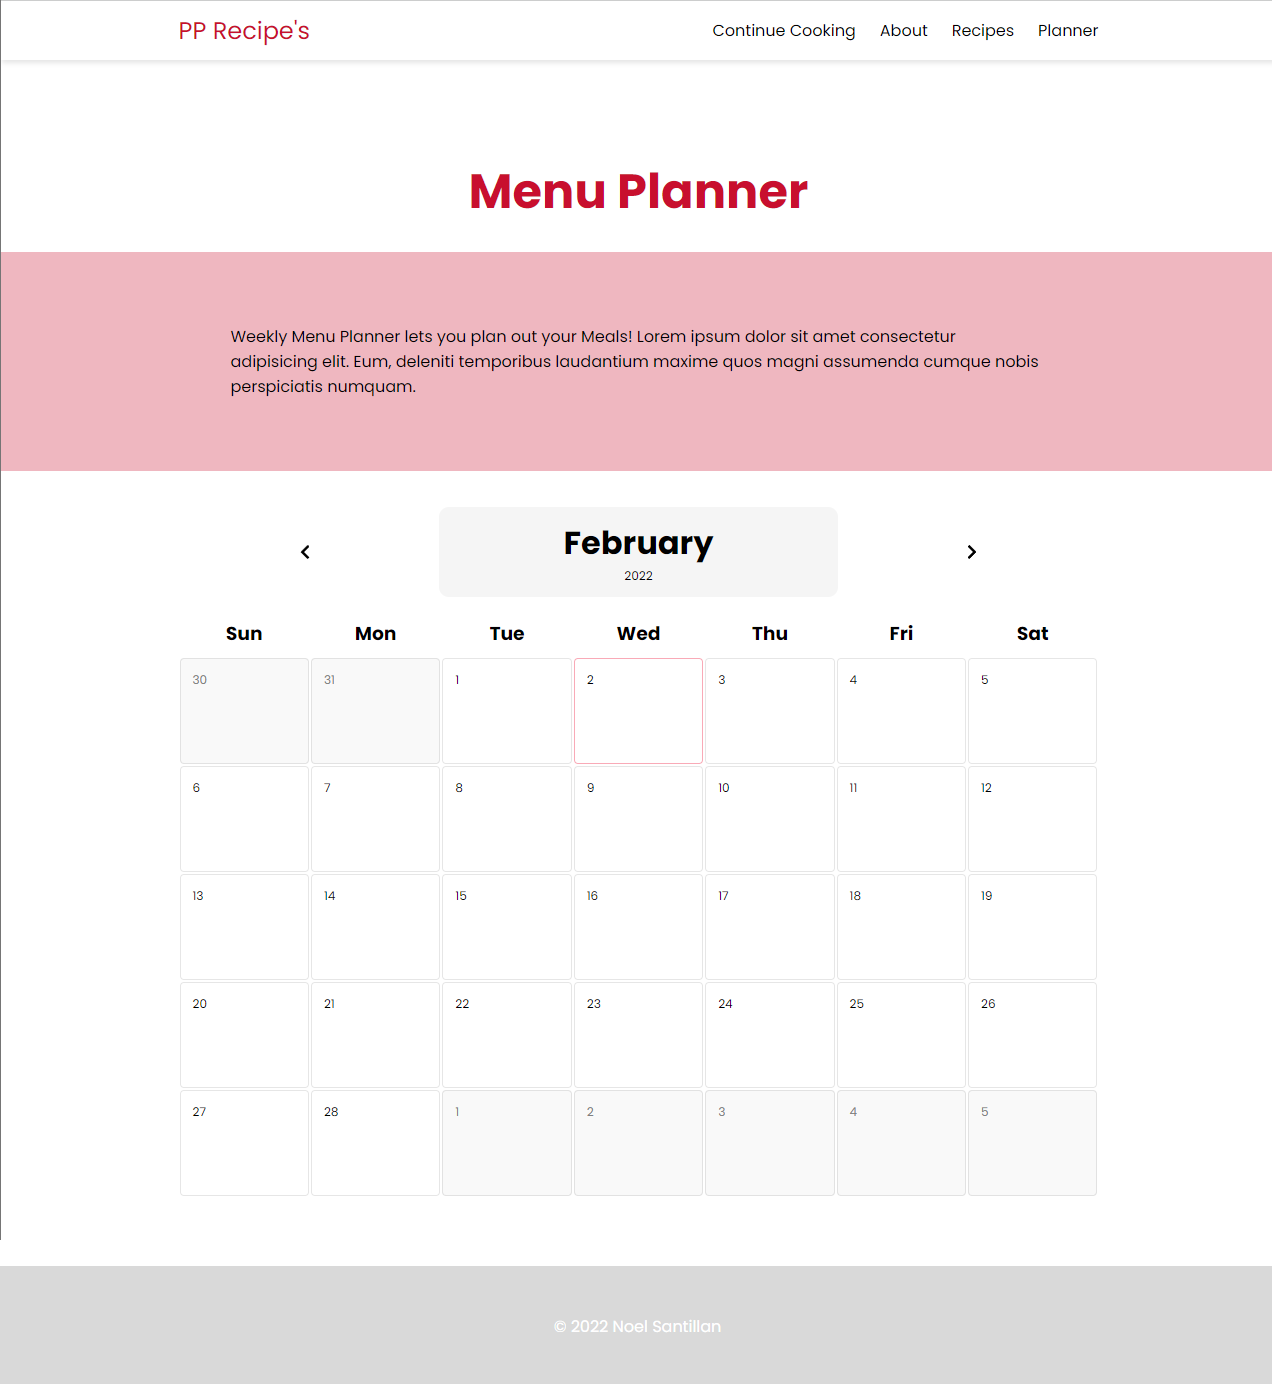 PP Recipe's
Continue Cooking About Recipes Planner
Menu Planner
Weekly Menu Planner lets you plan out your Meals! Lorem ipsum dolor sit amet consectetur
adipisicing elit. Eum, deleniti temporibus laudantium maxime quos magni assumenda cumque nobis
perspiciatis numquam.
February
2022
Sun Mon Tue Wed Thu Fri Sat
30 31 1 2 3 4 5
6 7 8 9 10 11 12
13 14 15 16 17 18 19
20 21 22 23 24 25 26
27 28 1 2 3 4 5
© 2022 Noel Santillan